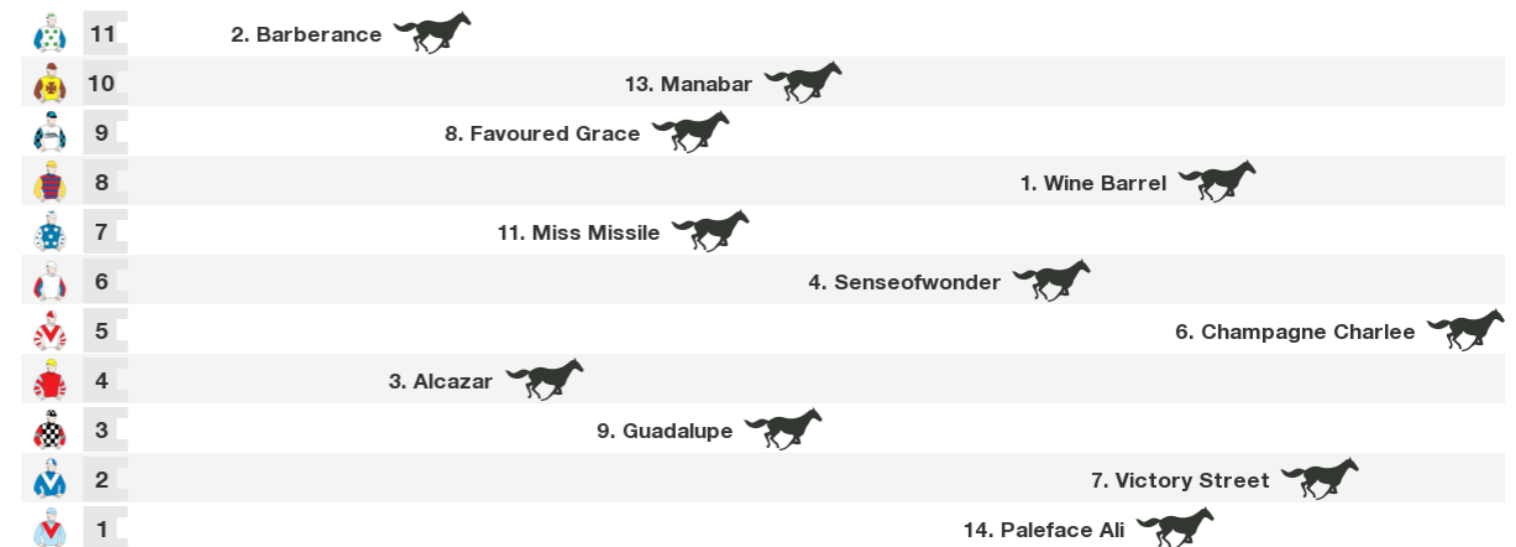 11 2. Barberance
10 13. Manabar
9 8. Favoured Grace
8 1. Wine Barrel
7 11. Miss Missile
6 4. Senseofwonder
5 6. Champagne Charlee
4 3. Alcazar
3 9. Guadalupe
2 7. Victory Street
1 14. Paleface Ali